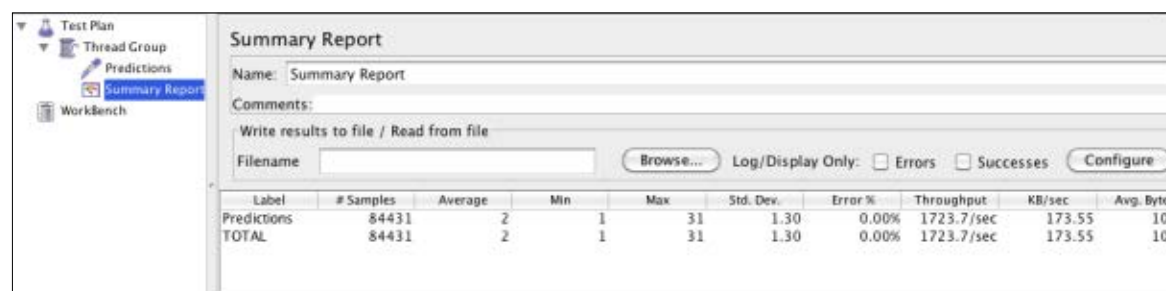 Test Plan
Thread Group
Predictions
Summary Report
WorkBench
Summary Report
Name: Summary Report
Comments:
Write results to file / Read from file
Filename Browse... Log/Display Only: Errors Successes Configure
Label # Samples Average Min Max Std. Dev. Error % Throughput KB/sec Avg.
Predictions 84431 2 1 31 1.30 0.00% 1723.7/sec 173.55 10
TOTAL 84431 2 1 31 1.30 0.00% 1723.7/sec 173.55 10